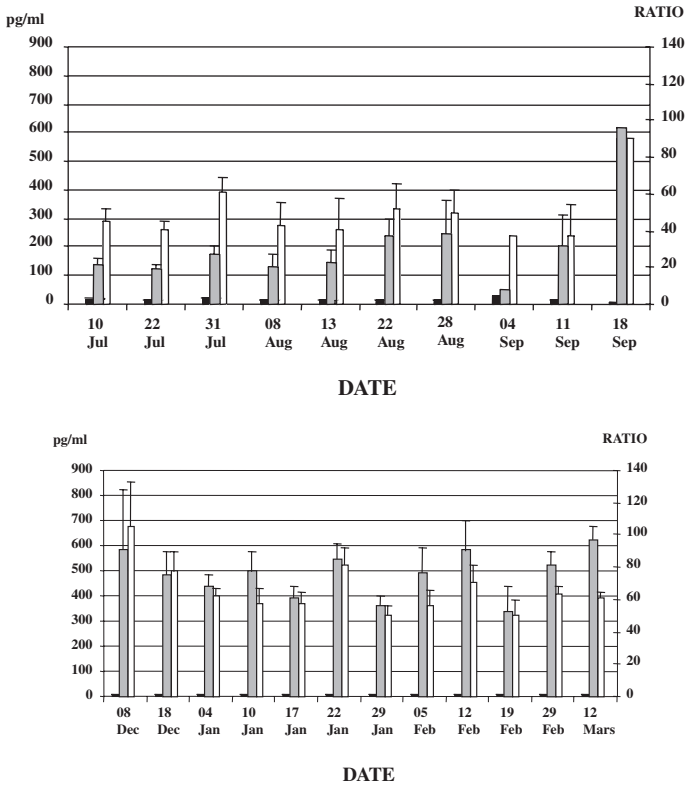 pg/ml RATIO
900 140
800 120
700 100
600 80
500 60
400 40
300 20
200 0
100
0
10 22 31 08 13 22 28 04 11 18
Jul Jul Jul Aug Aug Aug Aug Sep Sep Sep
DATE
pg/ml RATIO
900 140
800 120
700 100
600 80
500 60
400 40
300 20
200 0
100
0
08 18 04 10 17 22 29 05 12 19 29 12
Dec Dec Jan Jan Jan Jan Jan Feb Feb Feb Feb Mars
DATE